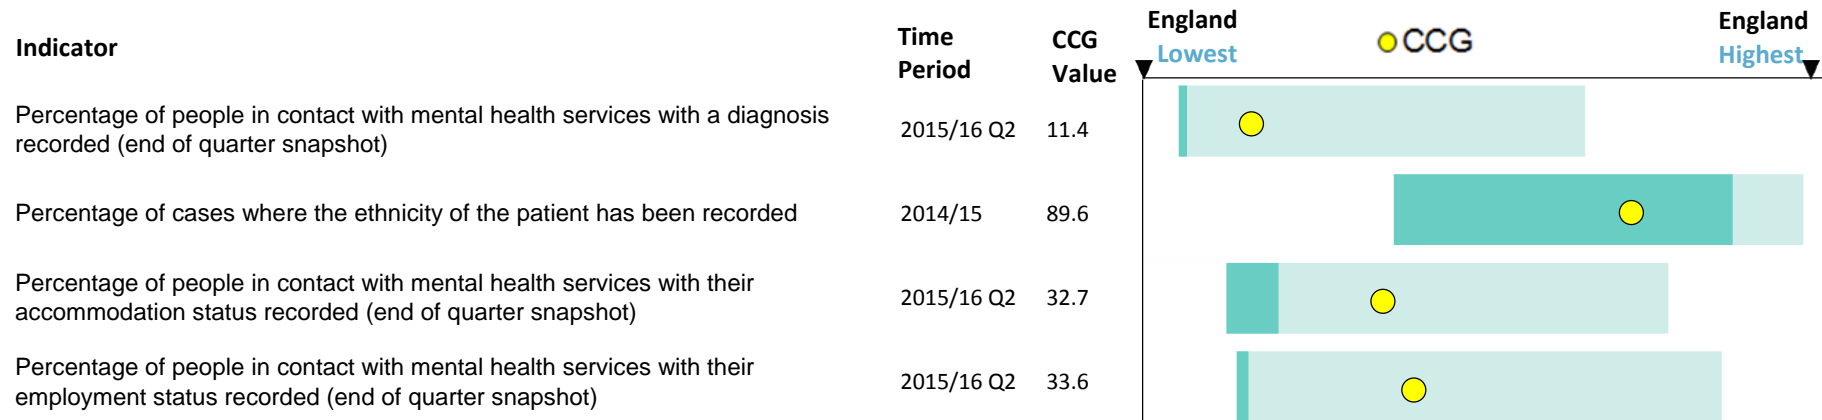 Indicator
Time Period
CCG Value
England Lowest
CCG
England Highest
Percentage of people in contact with mental health services with a diagnosis
recorded (end of quarter snapshot)
2015/16 Q2
11.4
Percentage of cases where the ethnicity of the patient has been recorded
2014/15
89.6
Percentage of people in contact with mental health services with their
accommodation status recorded (end of quarter snapshot)
2015/16 Q2
32.7
Percentage of people in contact with mental health services with their
employment status recorded (end of quarter snapshot)
2015/16 Q2
33.6